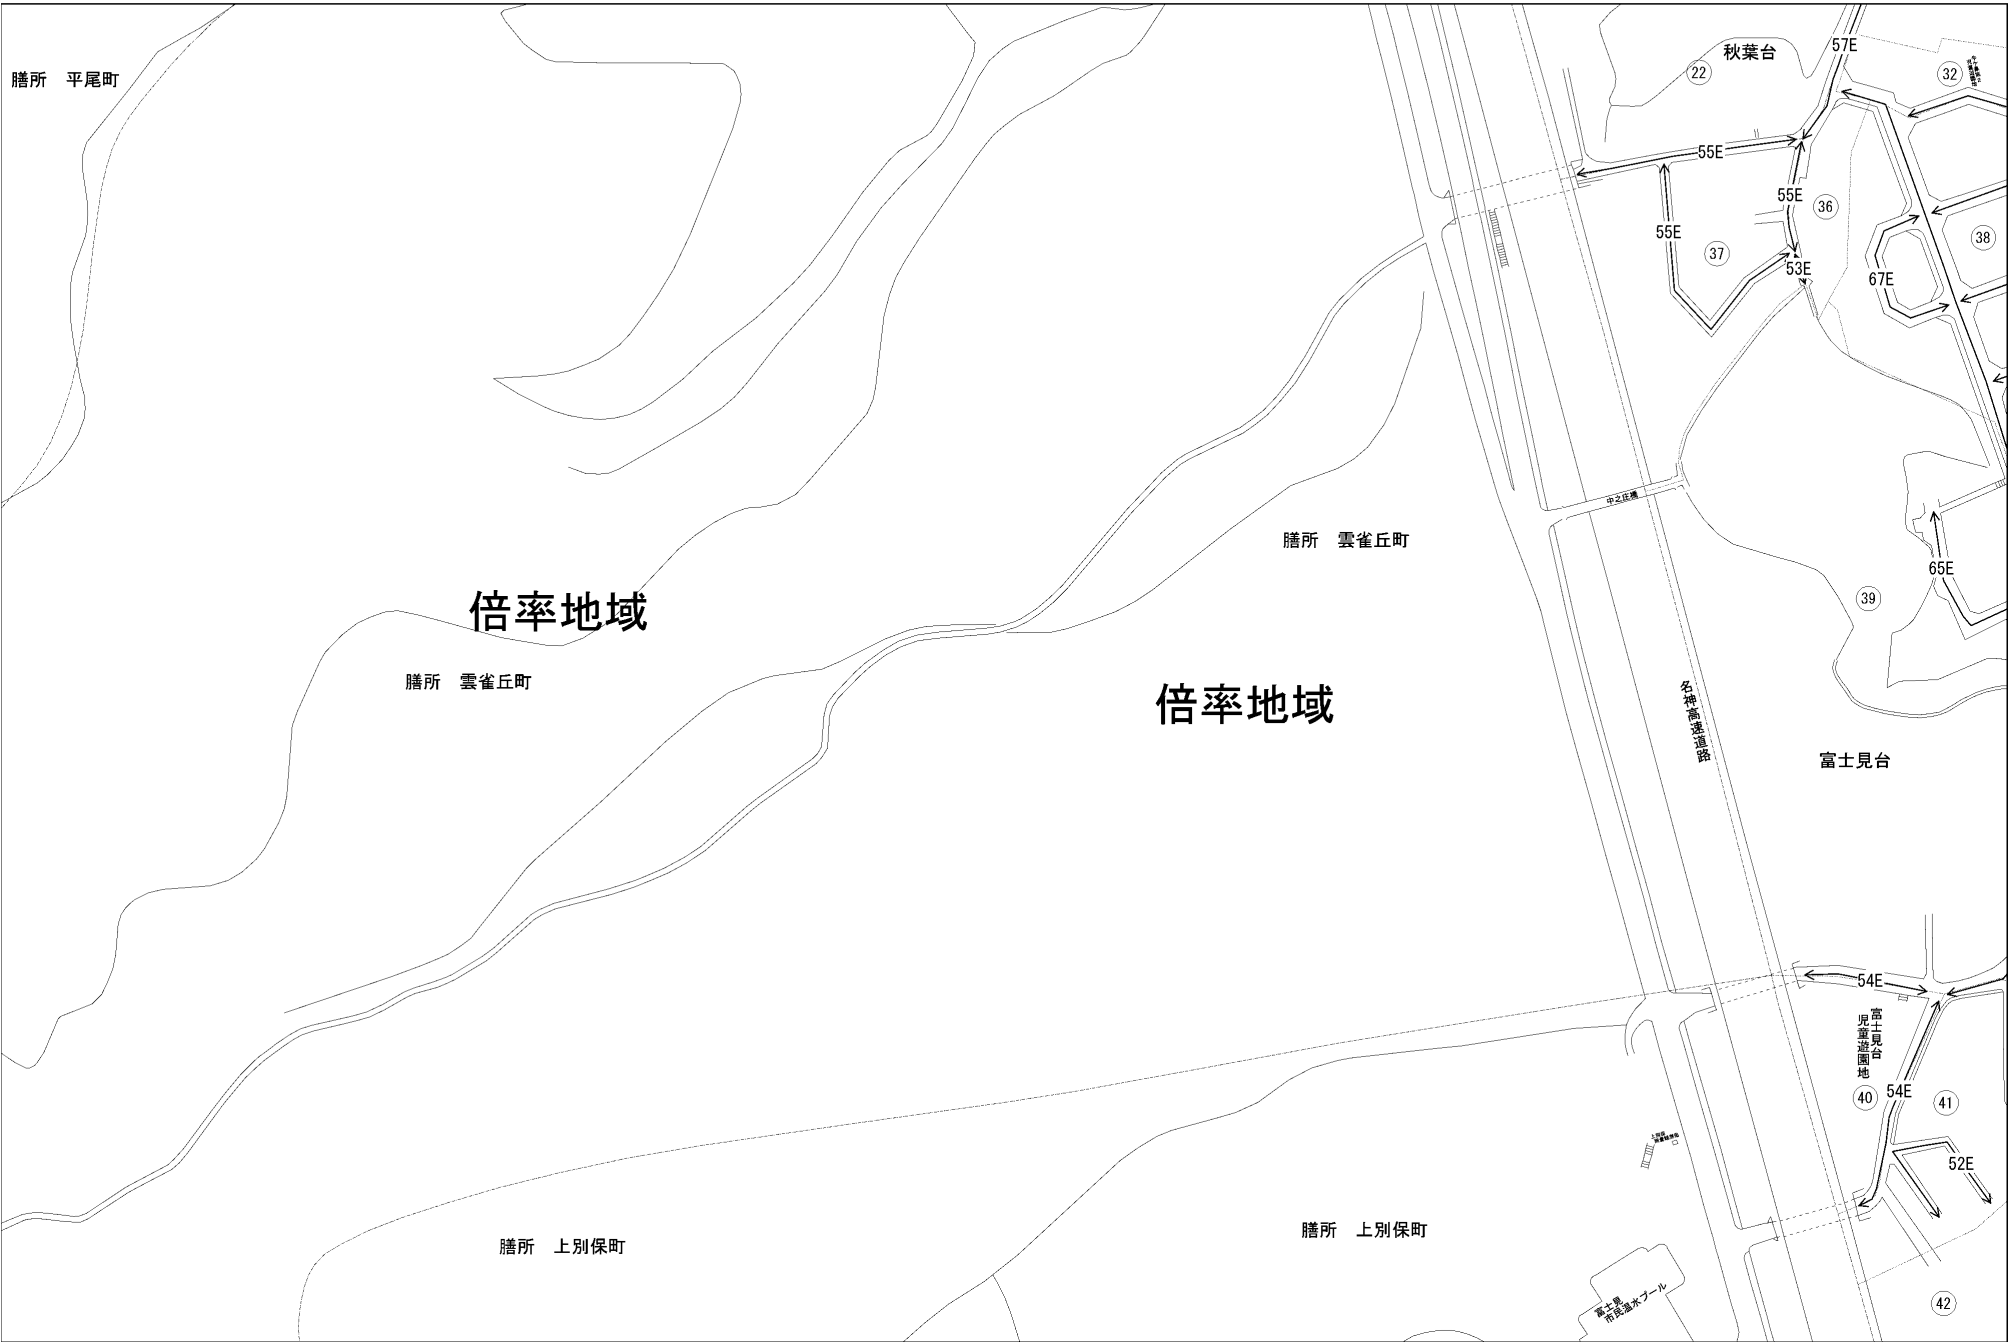 膳所　平尾町
秋葉台
57E
22
32
55E
55E
36
55E
37
38
53E
67E
中之庄橋
膳所　雲雀丘町
65E
39
倍率地域
膳所　雲雀丘町
倍率地域
名神高速道路
富士見台
54E
富士見台
児童遊園地
40
54E
41
52E
膳所　上別保町
膳所　上別保町
富士見
市民温水プール
42